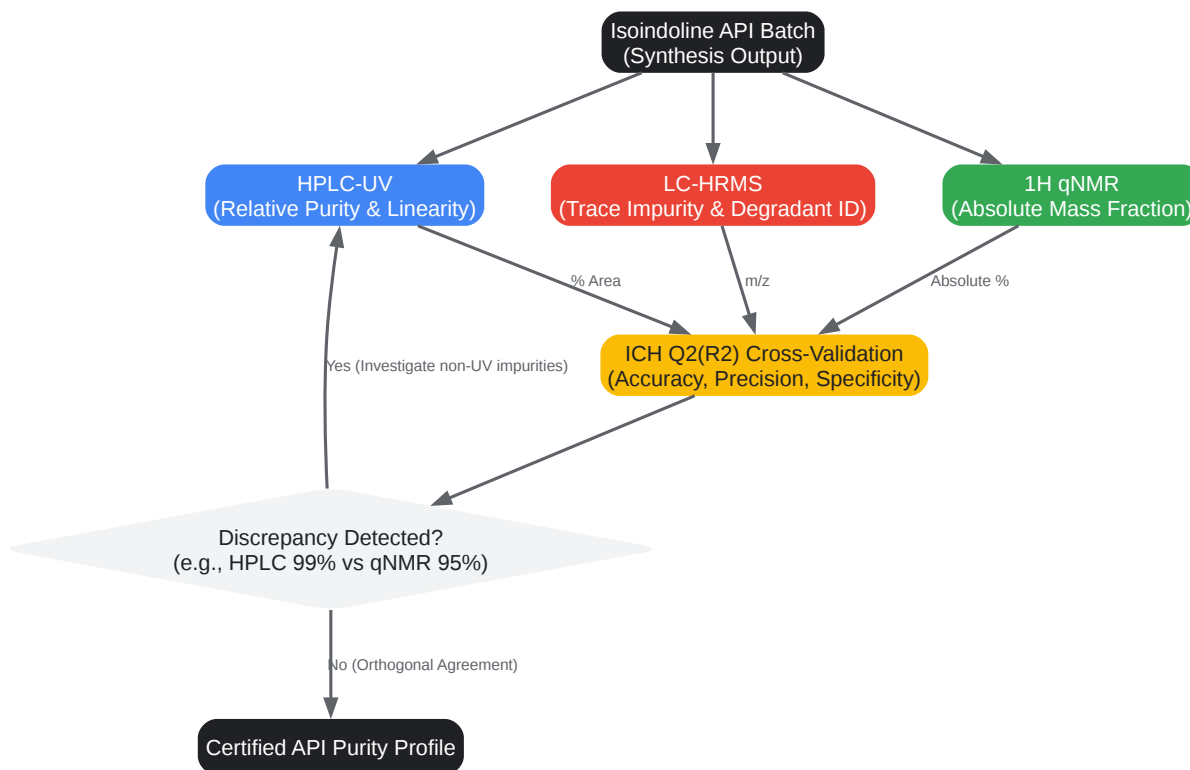 Isoindoline API Batch
(Synthesis Output)
HPLC-UV
(Relative Purity & Linearity)
LC-HRMS
(Trace Impurity & Degradant ID)
1H qNMR
(Absolute Mass Fraction)
% Area
m/z
Absolute %
ICH Q2(R2) Cross-Validation
(Accuracy, Precision, Specificity)
Yes (Investigate non-UV impurities)
Discrepancy Detected?
(e.g., HPLC 99% vs qNMR 95%)
No (Orthogonal Agreement)
Certified API Purity Profile